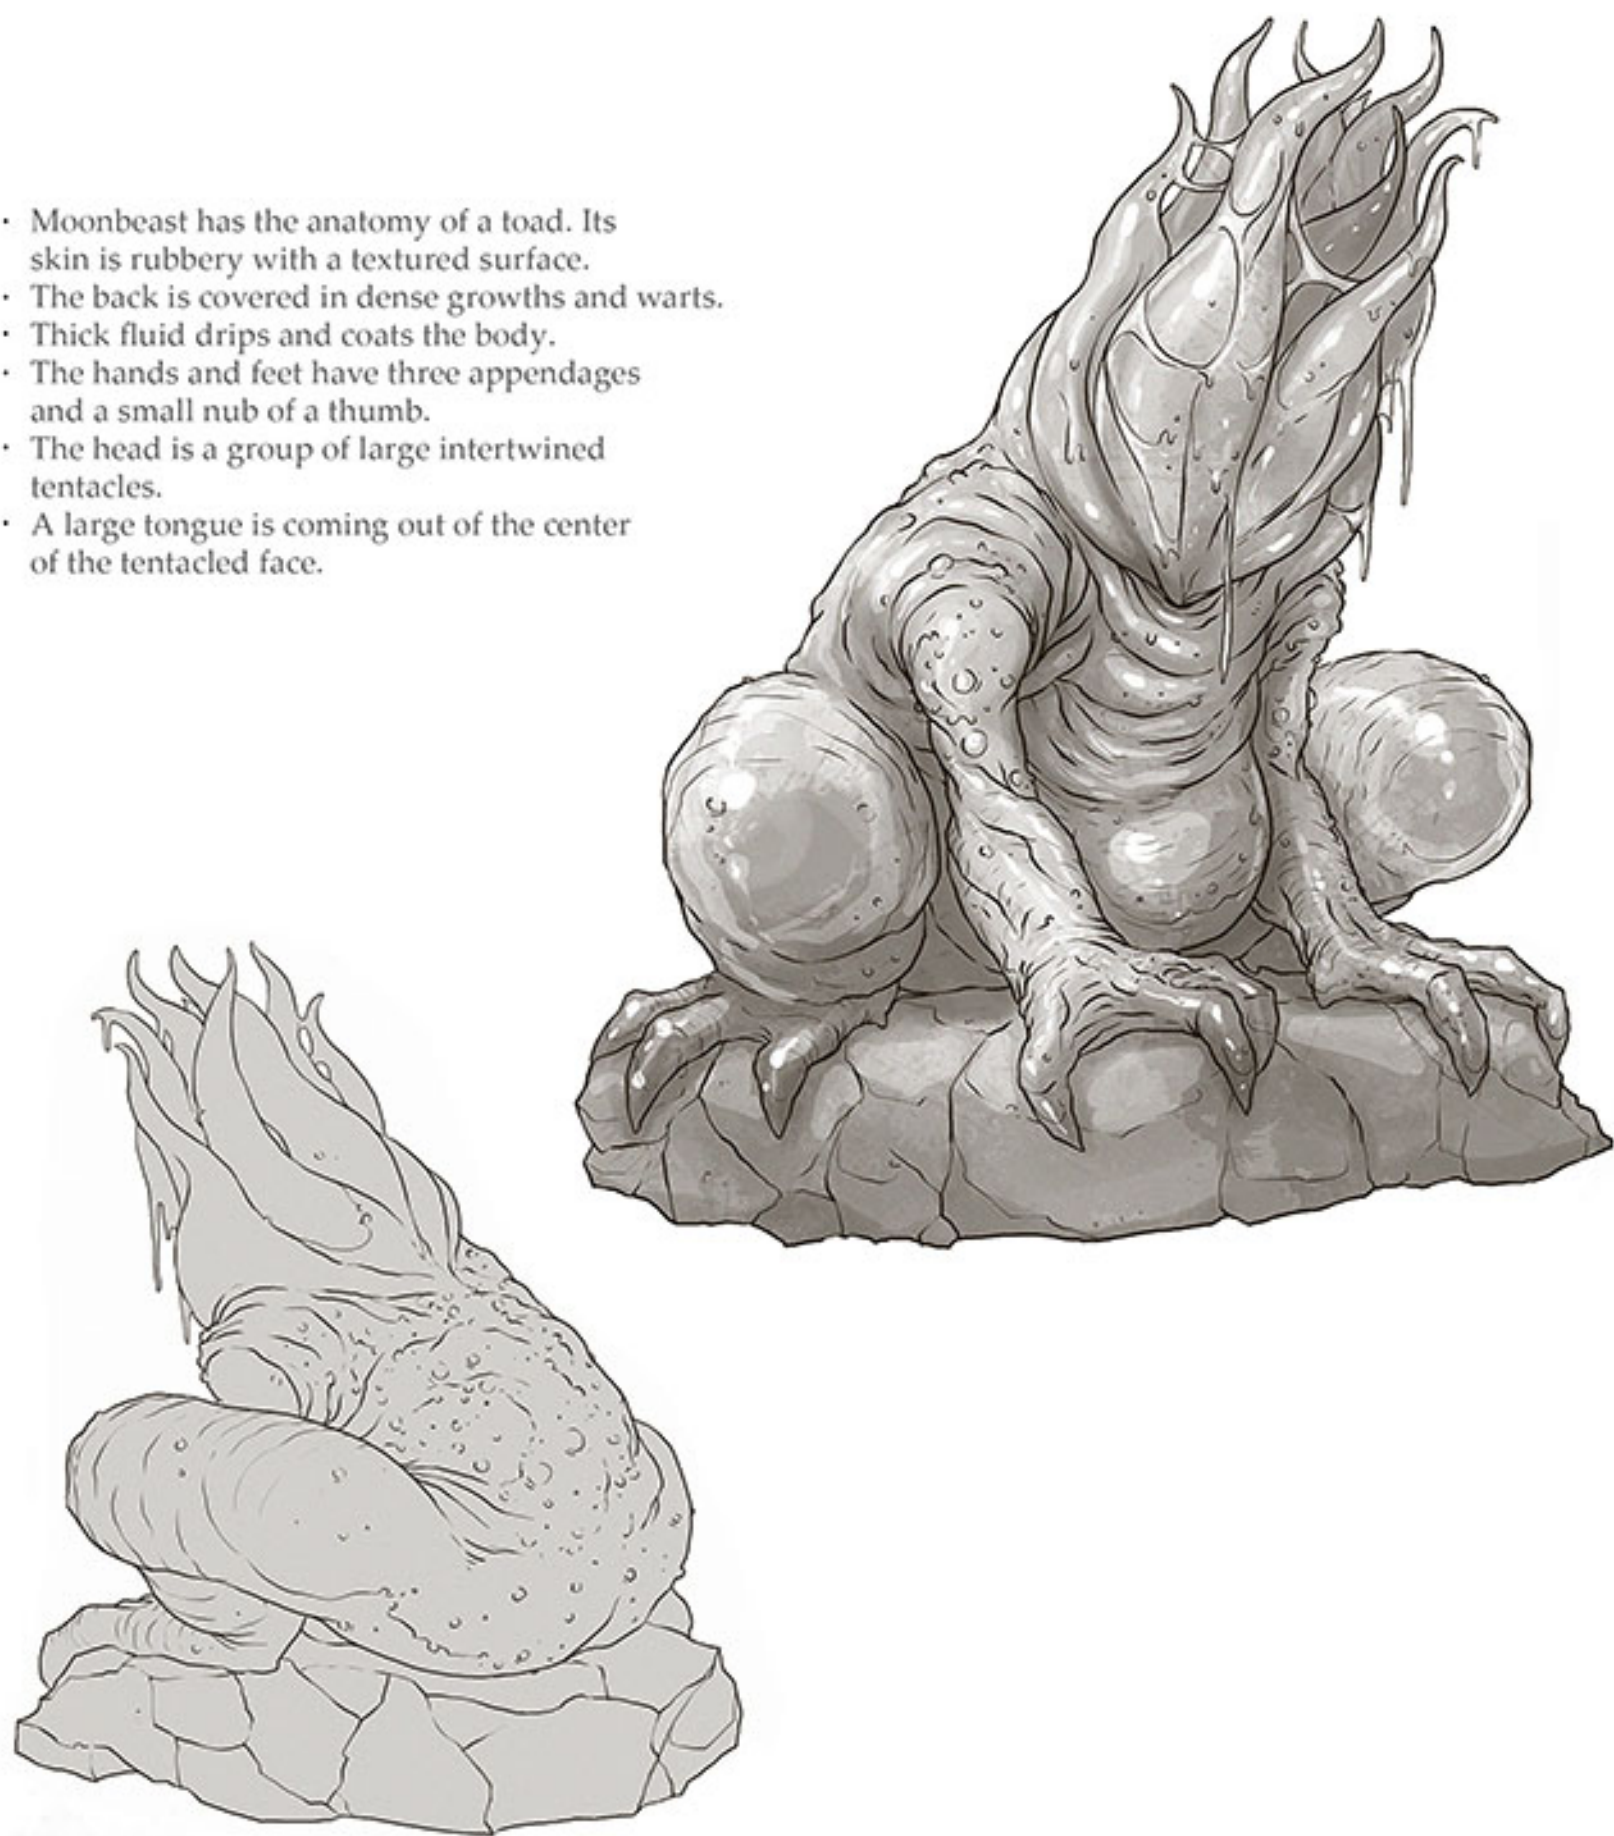 · Moonbeast has the anatomy of a toad. Its
skin is rubbery with a textured surface.
· The back is covered in dense growths and warts.
· Thick fluid drips and coats the body.
· The hands and feet have three appendages
and a small nub of a thumb.
· The head is a group of large intertwined
tentacles.
· A large tongue is coming out of the center
of the tentacled face.